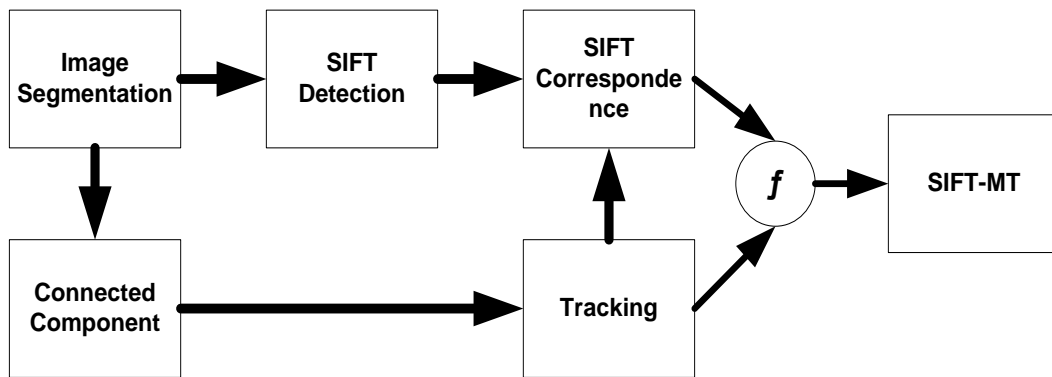 Image
Segmentation
SIFT
Detection
SIFT
Corresponde
nce
ƒ
SIFT-MT
Connected
Component
Tracking